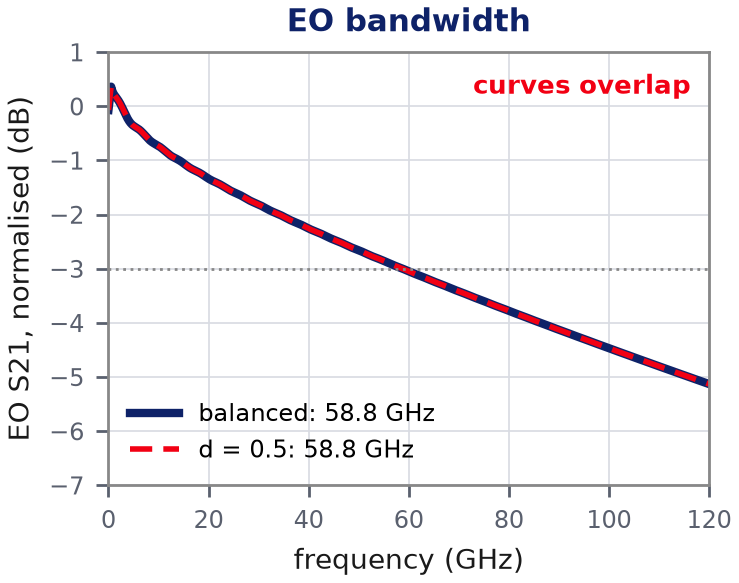 EO bandwidth
curves overlap
EO S21, normalised (dB)
1
0
−1
−2
−3
−4
−5
−6
−7
balanced: 58.8 GHz
d = 0.5: 58.8 GHz
0 20 40 60 80 100 120
frequency (GHz)